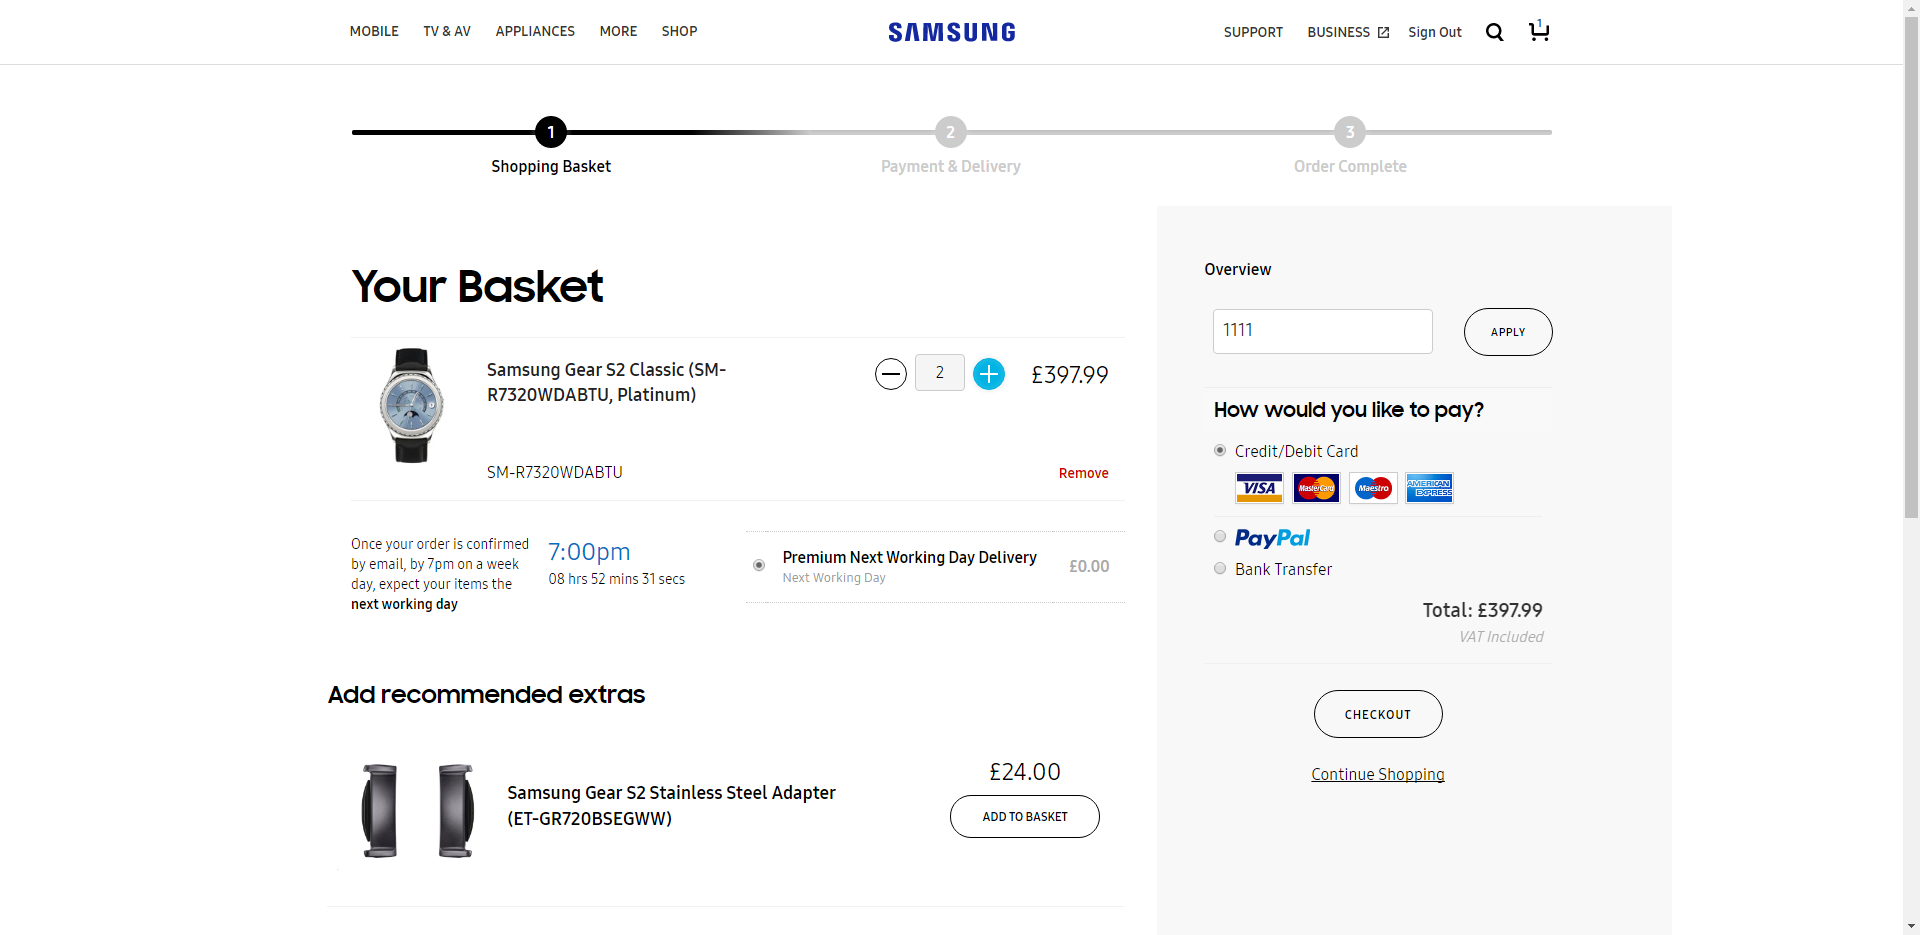 MOBILE TV & AV APPLIANCES MORE SHOP SAMSUNG SUPPORT BUSINESS Sign Out 1
1 2 3
Shopping Basket Payment & Delivery Order Complete
Your Basket
Samsung Gear S2 Classic (SM-
R7320WDABTU, Platinum)
2 £397.99
SM-R7320WDABTU
Remove
Once your order is confirmed
by email, by 7pm on a week
day, expect your items the
next working day
7:00pm
08 hrs 52 mins 31 secs
Premium Next Working Day Delivery
Next Working Day
£0.00
Add recommended extras
Samsung Gear S2 Stainless Steel Adapter
(ET-GR720BSEGWW)
£24.00
ADD TO BASKET
Overview
1111 APPLY
How would you like to pay?
Credit/Debit Card
VISA MasterCard Maestro AMERICAN EXPRESS
PayPal
Bank Transfer
Total: £397.99
VAT Included
CHECKOUT
Continue Shopping